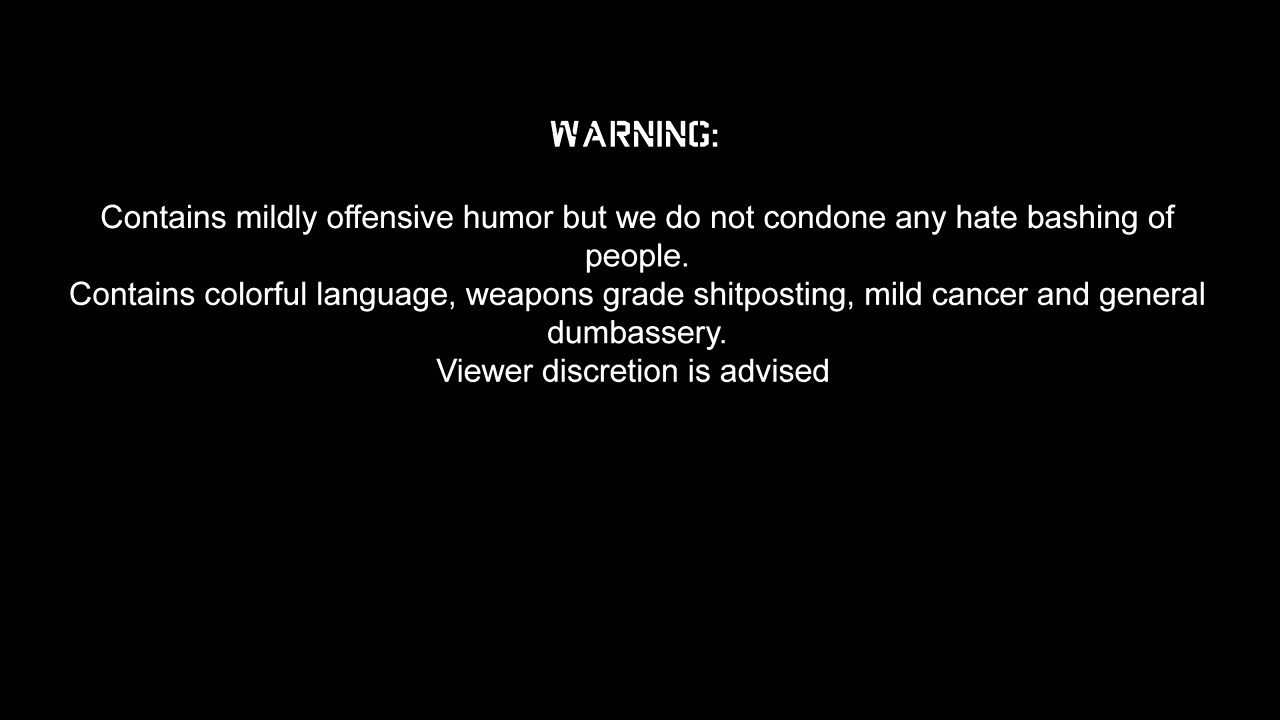 WARNING:
Contains mildly offensive humor but we do not condone any hate bashing of
people.
Contains colorful language, weapons grade shitposting, mild cancer and general
dumbassery.
Viewer discretion is advised